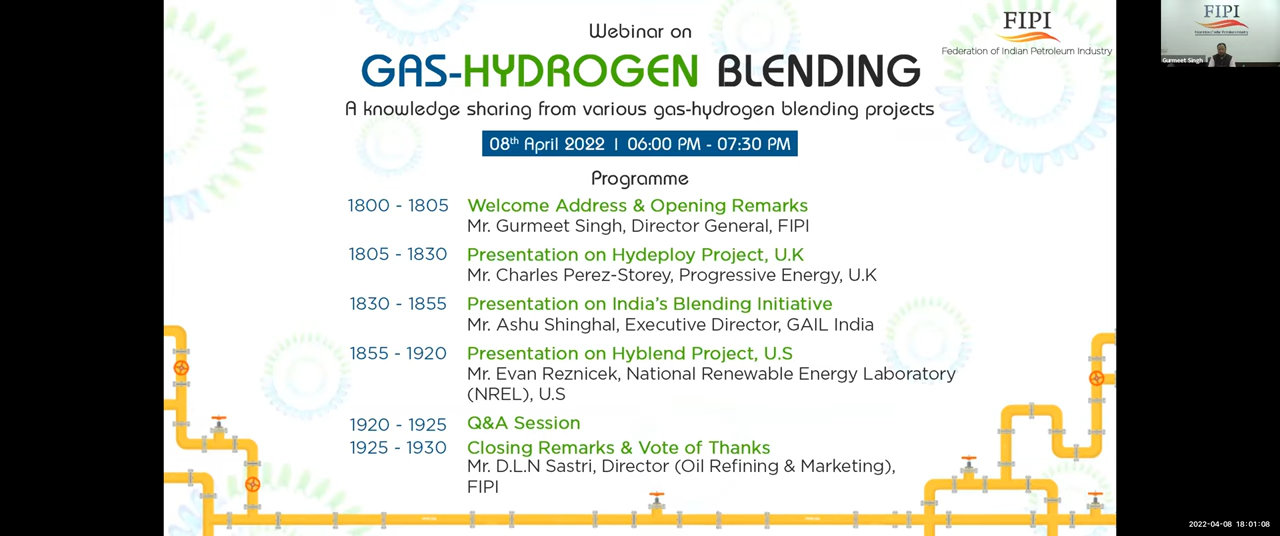 Webinar on
GAS-HYDROGEN BLENDING
A knowledge sharing from various gas-hydrogen blending projects
08th April 2022 | 06:00 PM - 07:30 PM
FIPI
Federation of Indian Petroleum Industry
Programme
1800 - 1805 Welcome Address & Opening Remarks
Mr. Gurmeet Singh, Director General, FIPI
1805 - 1830 Presentation on Hydeploy Project, U.K
Mr. Charles Perez-Storey, Progressive Energy, U.K
1830 - 1855 Presentation on India's Blending Initiative
Mr. Ashu Shinghal, Executive Director, GAIL India
1855 - 1920 Presentation on Hyblend Project, U.S
Mr. Evan Reznicek, National Renewable Energy Laboratory
(NREL), U.S
1920 - 1925 Q&A Session
1925 - 1930 Closing Remarks & Vote of Thanks
Mr. D.L.N Sastri, Director (Oil Refining & Marketing),
FIPI
FIPI
Gurmeet Singh
2022-04-08 18:01:08